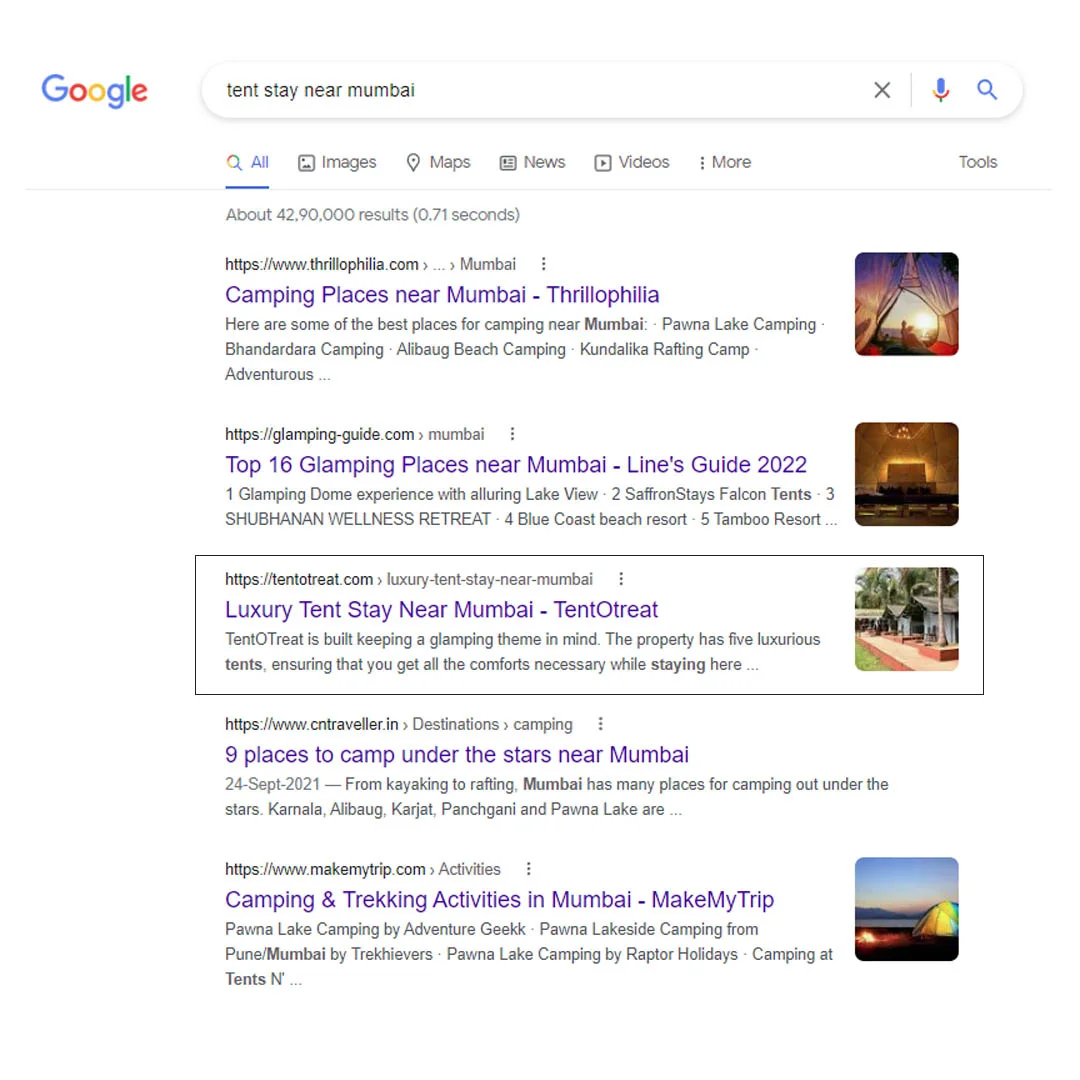 Google
tent stay near mumbai
All Images Maps News Videos More Tools
About 42,90,000 results (0.71 seconds)
https://www.thrillophilia.com › ... › Mumbai
Camping Places near Mumbai - Thrillophilia
Here are some of the best places for camping near Mumbai: · Pawna Lake Camping ·
Bhandardara Camping · Alibaug Beach Camping · Kundalika Rafting Camp ·
Adventurous ...
https://glamping-guide.com › mumbai
Top 16 Glamping Places near Mumbai - Line's Guide 2022
1 Glamping Dome experience with alluring Lake View · 2 SaffronStays Falcon Tents · 3
SHUBHANAN WELLNESS RETREAT · 4 Blue Coast beach resort · 5 Tamboo Resort ...
https://tentotreat.com › luxury-tent-stay-near-mumbai
Luxury Tent Stay Near Mumbai - TentOtreat
TentOTreat is built keeping a glamping theme in mind. The property has five luxurious
tents, ensuring that you get all the comforts necessary while staying here ...
https://www.cntraveller.in › Destinations › camping
9 places to camp under the stars near Mumbai
24-Sept-2021 — From kayaking to rafting, Mumbai has many places for camping out under the
stars. Karnala, Alibaug, Karjat, Panchgani and Pawna Lake are ...
https://www.makemytrip.com › Activities
Camping & Trekking Activities in Mumbai - MakeMyTrip
Pawna Lake Camping by Adventure Geekk · Pawna Lakeside Camping from
Pune/Mumbai by Trekhievers · Pawna Lake Camping by Raptor Holidays · Camping at
Tents N' ...